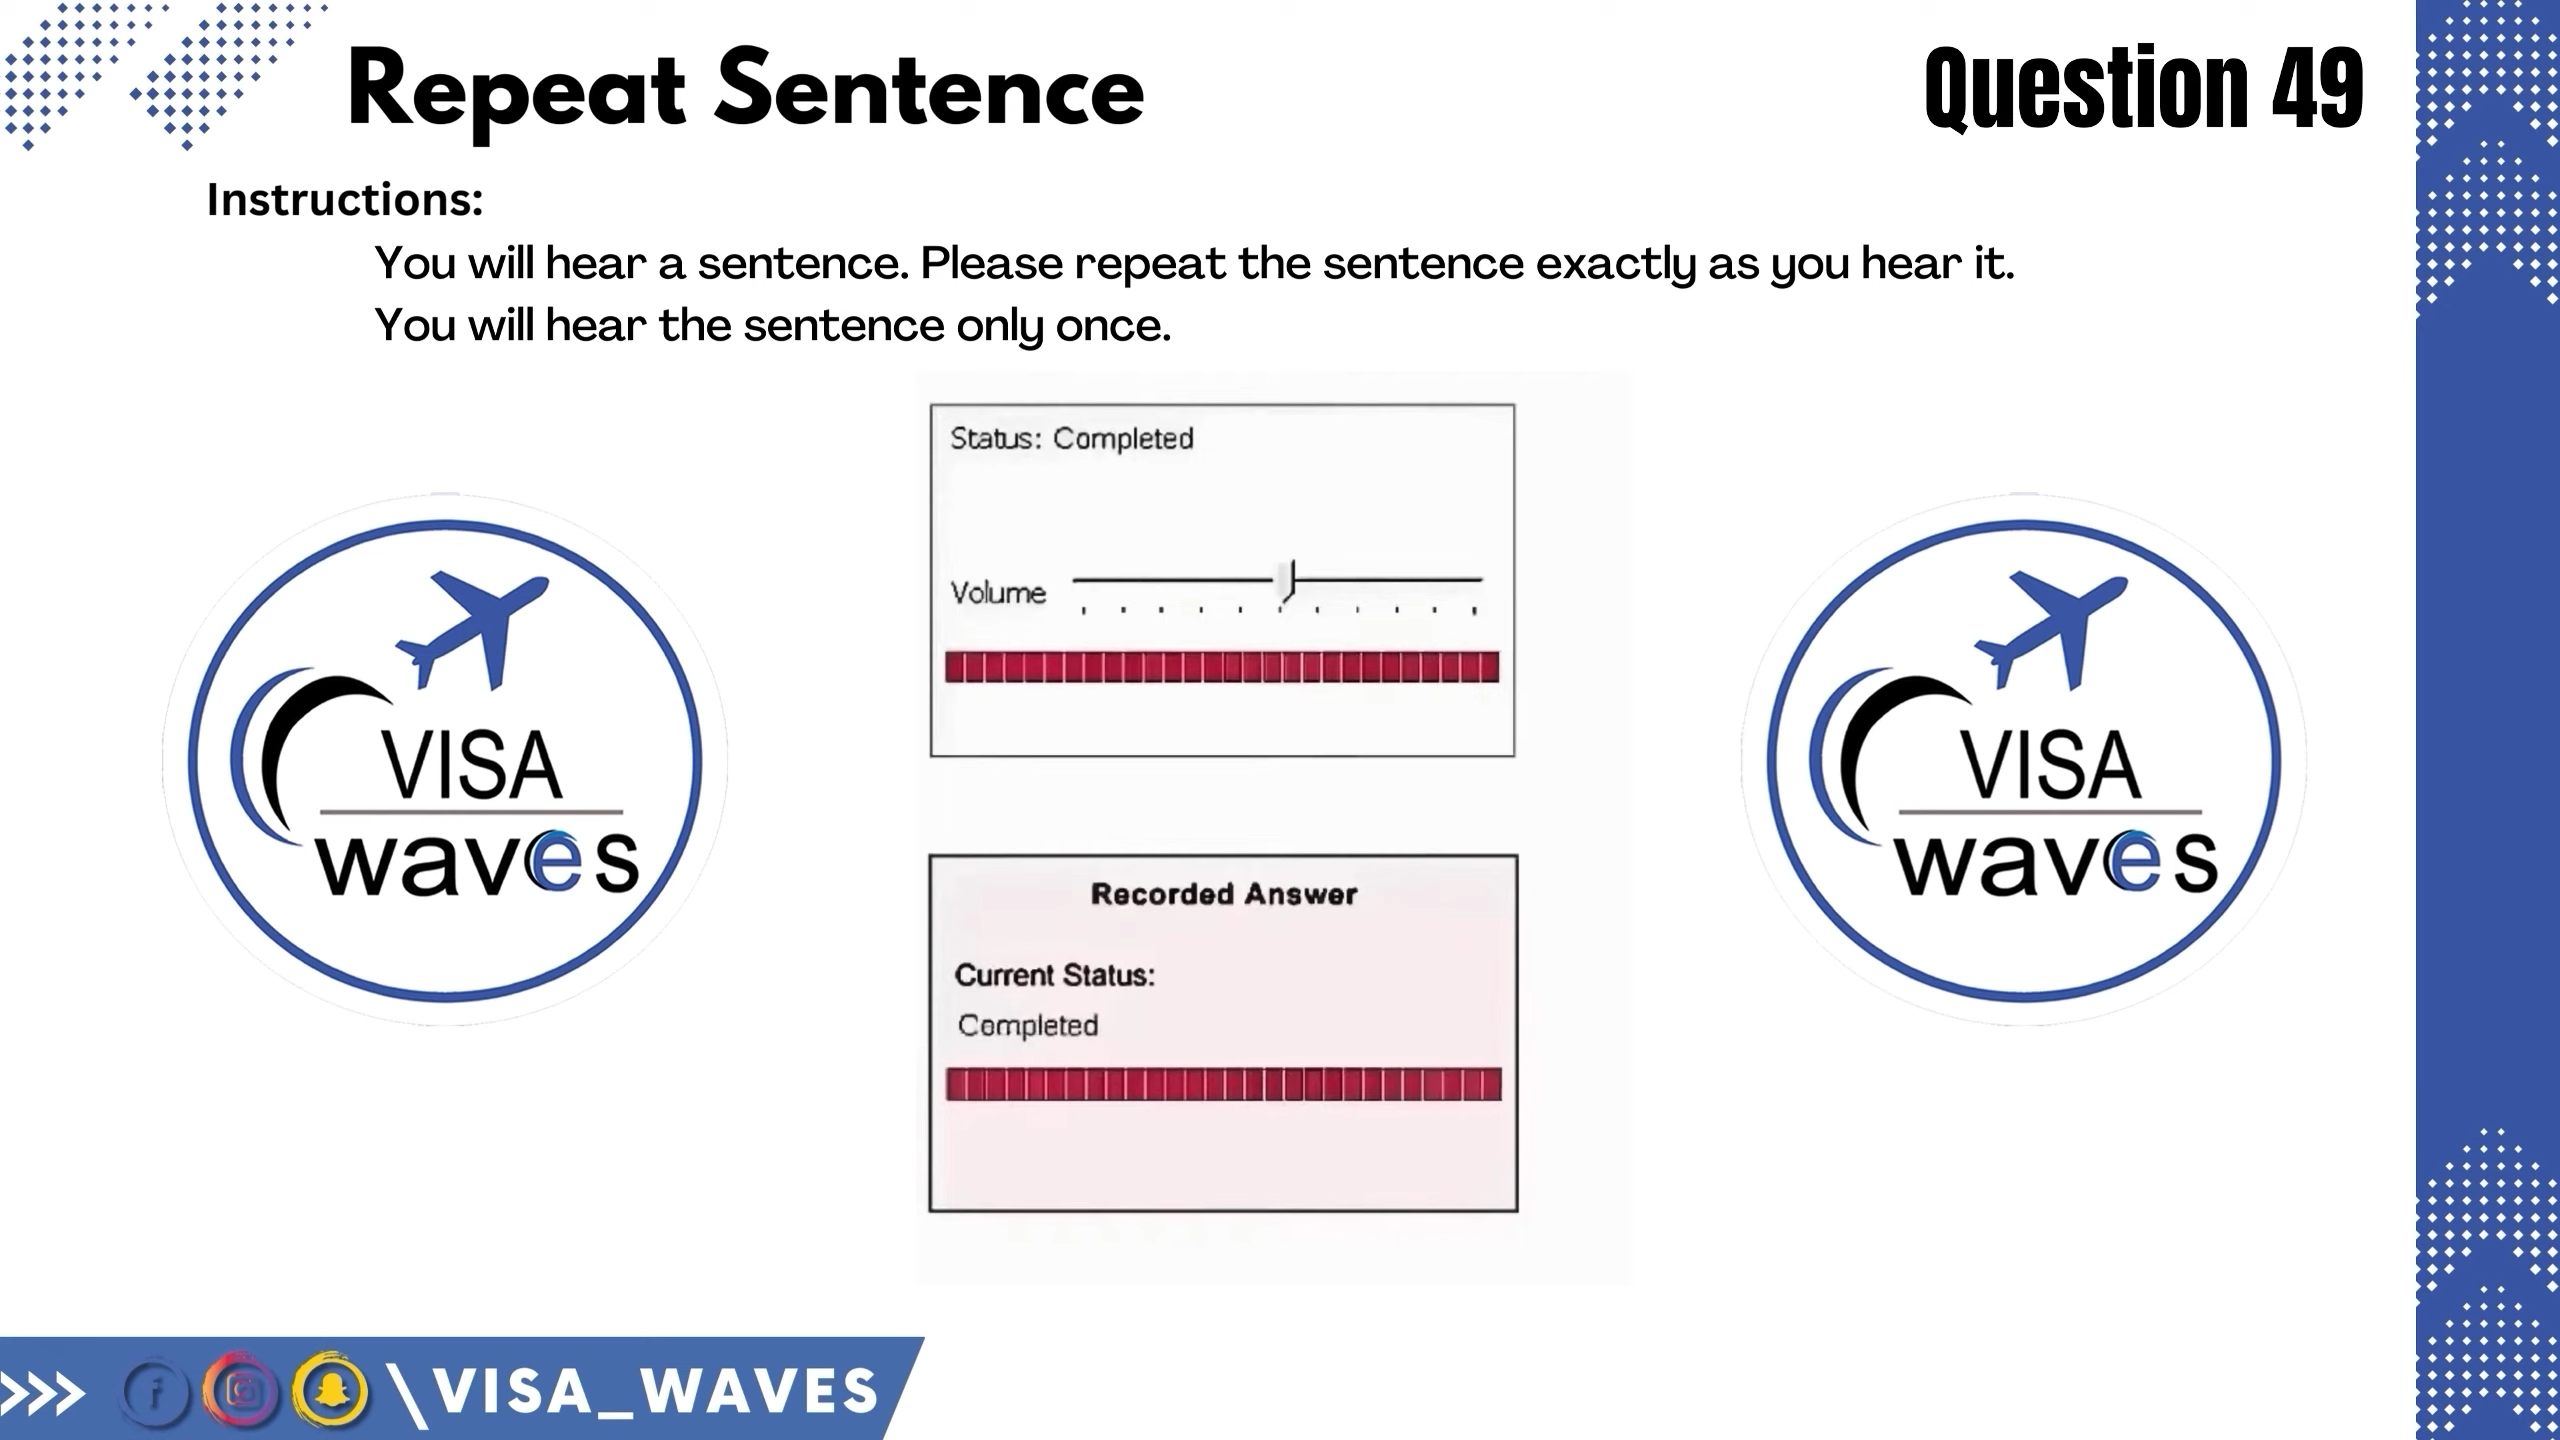 Repeat Sentence
Question 49
Instructions:
You will hear a sentence. Please repeat the sentence exactly as you hear it.
You will hear the sentence only once.
Status: Completed
Volume
VISA
waves
VISA
waves
Recorded Answer
Current Status:
Completed
\VISA_WAVES